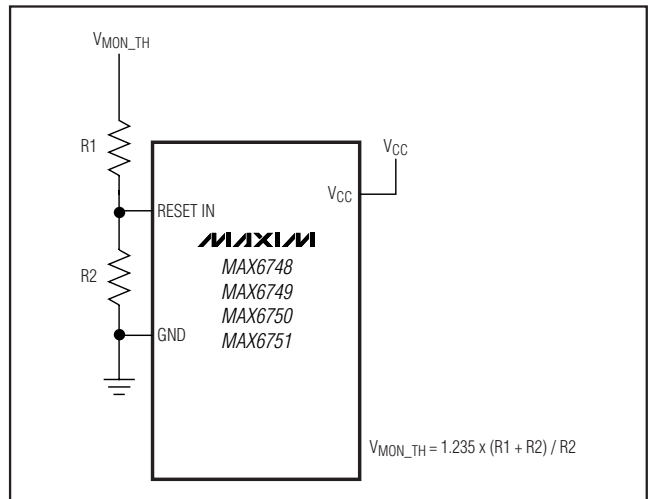 VMON_TH
R1
VCC
VCC
RESET IN
MAXIM
R2
MAX6748
MAX6749
MAX6750
MAX6751
GND
VMON_TH = 1.235 x (R1 + R2) / R2